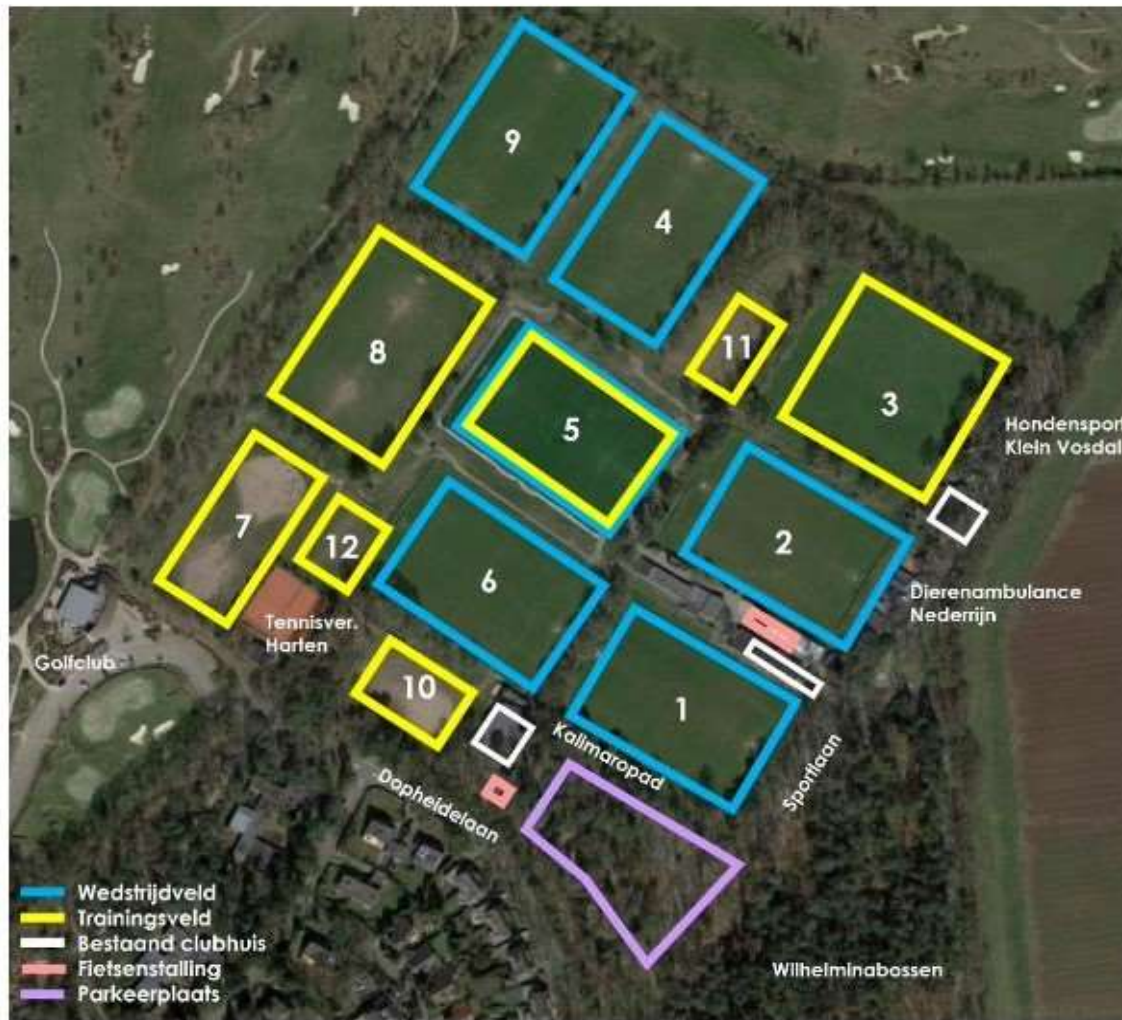 9
4
11
8
3
5
Hondensport
Klein Vosdal
7
12
2
6
Dierenambulance
Nederrijn
Tennisver.
Harten
Golfclub
10
1
Kalimaropad
Sportlaan
Dopheidelaan
Wedstrijdveld
Trainingsveld
Bestaand clubhuis
Fietsenstalling
Parkeerplaats
Wilhelminabossen